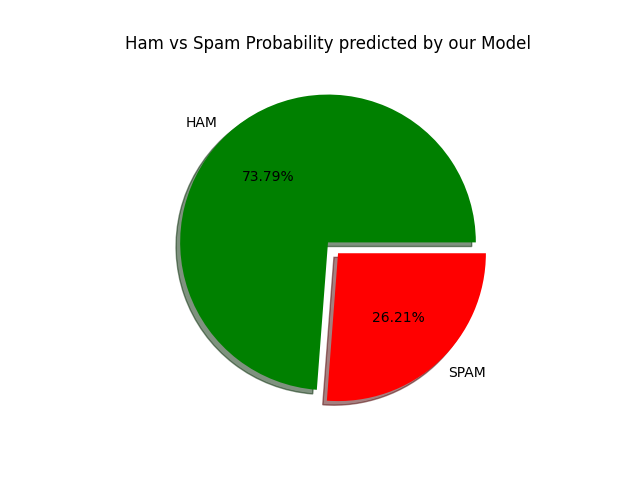 Ham vs Spam Probability predicted by our Model
HAM
73.79%
26.21%
SPAM